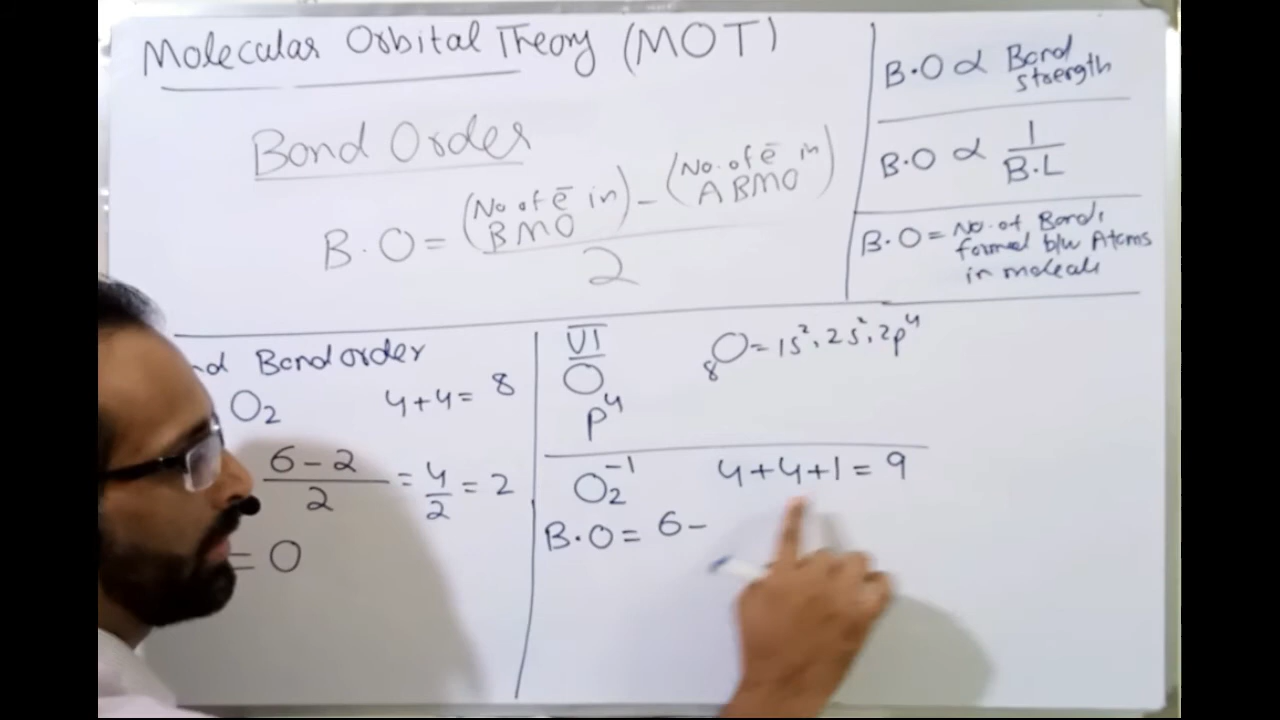 Molecular Orbital Theory (MOT)
Bond Order
B.O = (No. of e̅ in BMO) - (No. of e̅ in ABMO) / 2
B.O ∝ Bond
strength
B.O ∝ 1/B.L
B.O = No. of Bonds
formed b/w Atoms
in molecule
Bond order
O₂ 4+4= 8
6-2/2 = 4/2 = 2
= O
VI
O
P⁴
₈O = 1s², 2s², 2p⁴
O₂⁻¹ 4+4+1 = 9
B.O = 6-